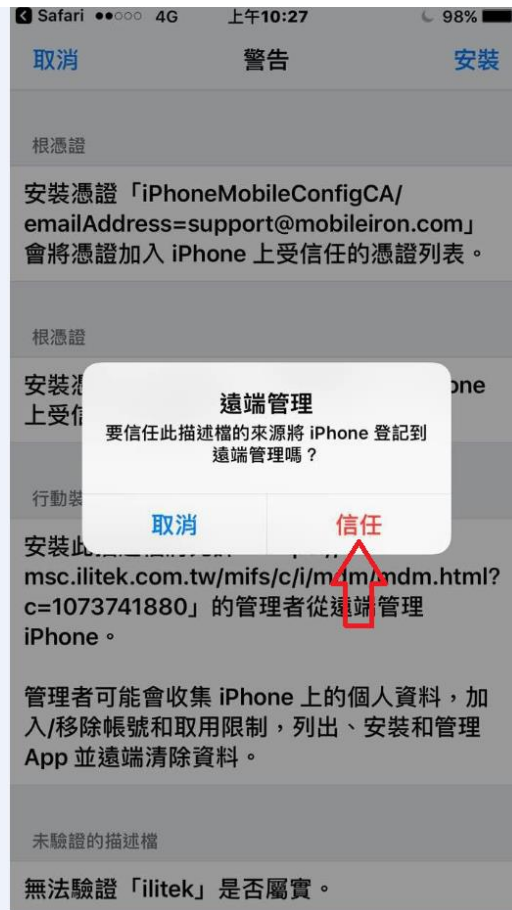 Safari 4G 上午10:27 98%
取消 警告 安裝
根憑證
安裝憑證「iPhoneMobileConfigCA/
emailAddress=support@mobileiron.com」
會將憑證加入 iPhone 上受信任的憑證列表。
根憑證
安裝憑 one
上受信
遠端管理
要信任此描述檔的來源將 iPhone 登記到
遠端管理嗎?
取消 信任
行動裝
安裝此
msc.ilitek.com.tw/mifs/c/i/mdm/mdm.html?
c=1073741880」的管理者從遠端管理
iPhone。
管理者可能會收集 iPhone 上的個人資料,加
入/移除帳號和取用限制,列出、安裝和管理
App 並遠端清除資料。
未驗證的描述檔
無法驗證「ilitek」是否屬實。